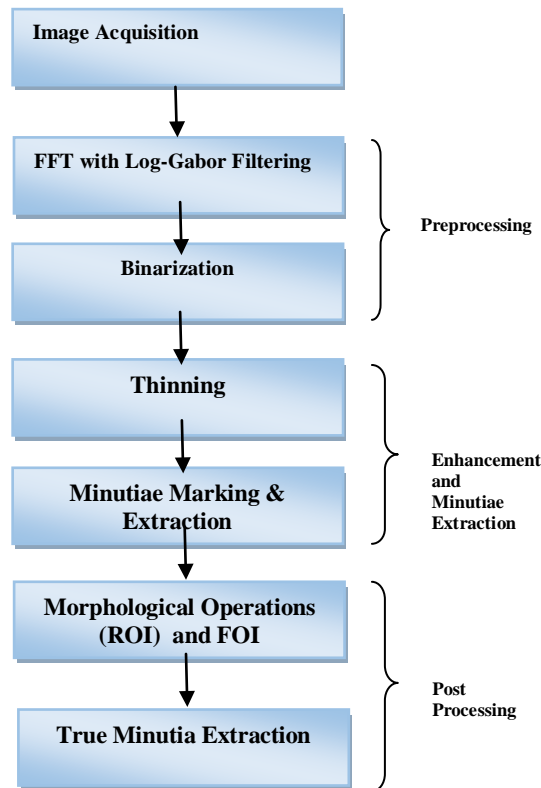 Image Acquisition
FFT with Log-Gabor Filtering
Binarization
Preprocessing
Thinning
Minutiae Marking &
Extraction
Enhancement
and
Minutiae
Extraction
Morphological Operations
(ROI) and FOI
True Minutia Extraction
Post
Processing